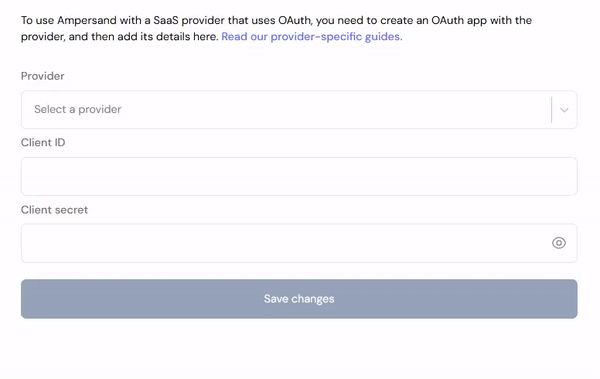 To use Ampersand with a SaaS provider that uses OAuth, you need to create an OAuth app with the
provider, and then add its details here. Read our provider-specific guides.
Provider
Select a provider
Client ID
Client secret
Save changes